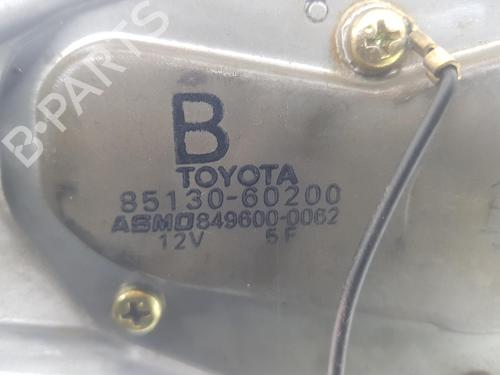 B-PARTS
B
TOYOTA
85130-60200
ASMO 849600-0062
12V 5F